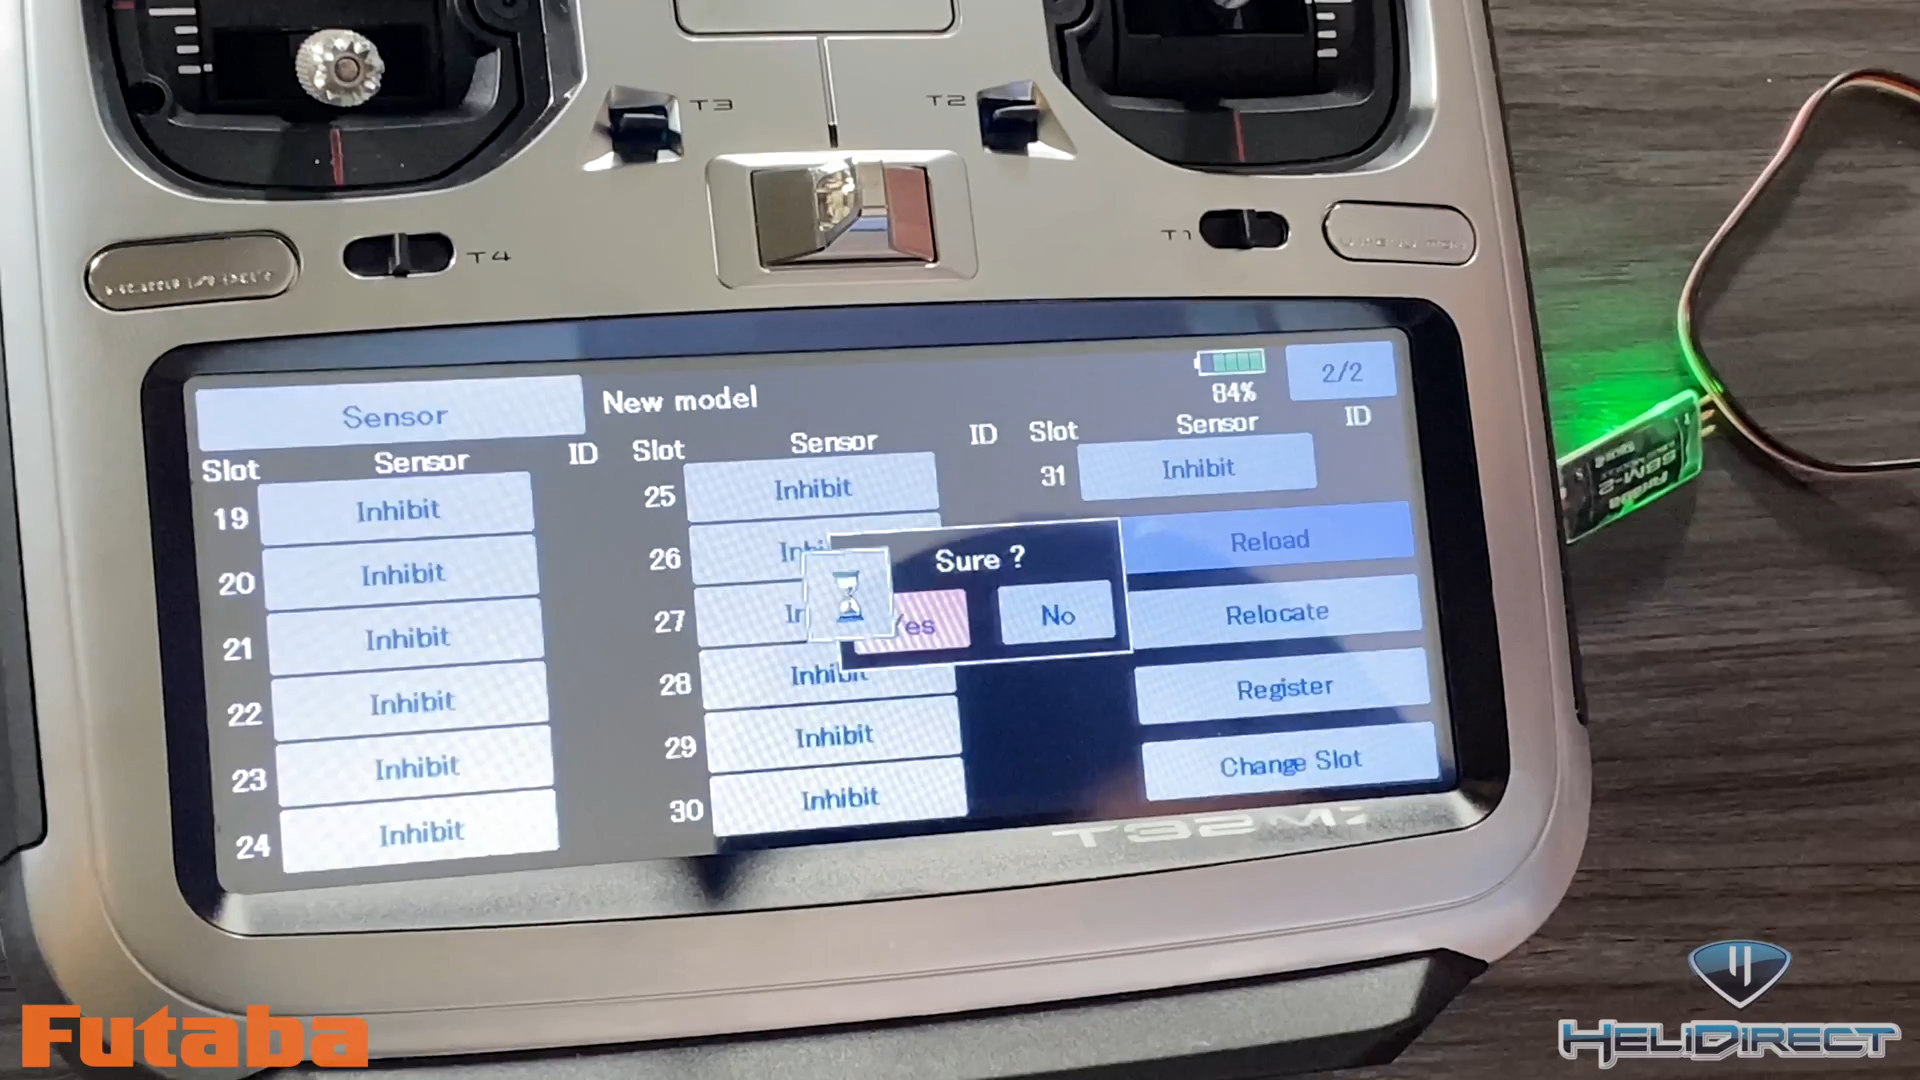 T3
T2
T4
T1
Sensor
New model
84%
2/2
Slot Sensor ID
Slot Sensor ID
Slot Sensor ID
19 Inhibit
20 Inhibit
21 Inhibit
22 Inhibit
23 Inhibit
24 Inhibit
25 Inhibit
26
27
28
29 Inhibit
30 Inhibit
31 Inhibit
Sure ?
Yes
No
Reload
Relocate
Register
Change Slot
Futaba
SBM-2
Futaba
HELIDIRECT